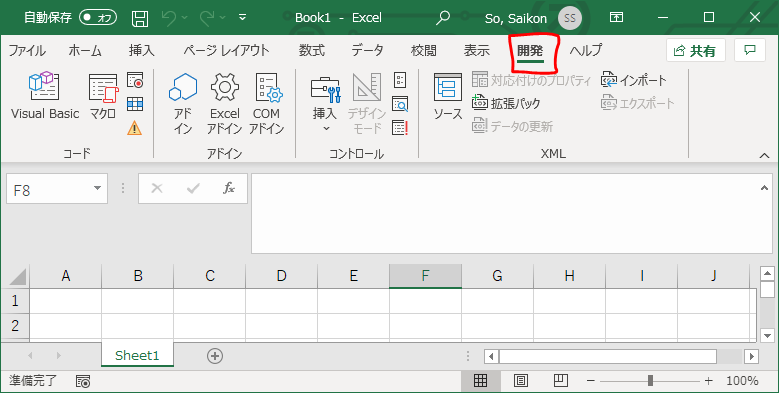 自動保存 オフ Book1 - Excel So, Saikon SS
ファイル ホーム 挿入 ページ レイアウト 数式 データ 校閲 表示 開発 ヘルプ 共有
Visual Basic マクロ アド イン Excel アドイン COM アドイン 挿入 デザイン モード ソース 対応付けのプロパティ 拡張パック データの更新 インポート エクスポート
コード アドイン コントロール XML
F8 fx
A B C D E F G H I J
1
2
Sheet1
準備完了 100%